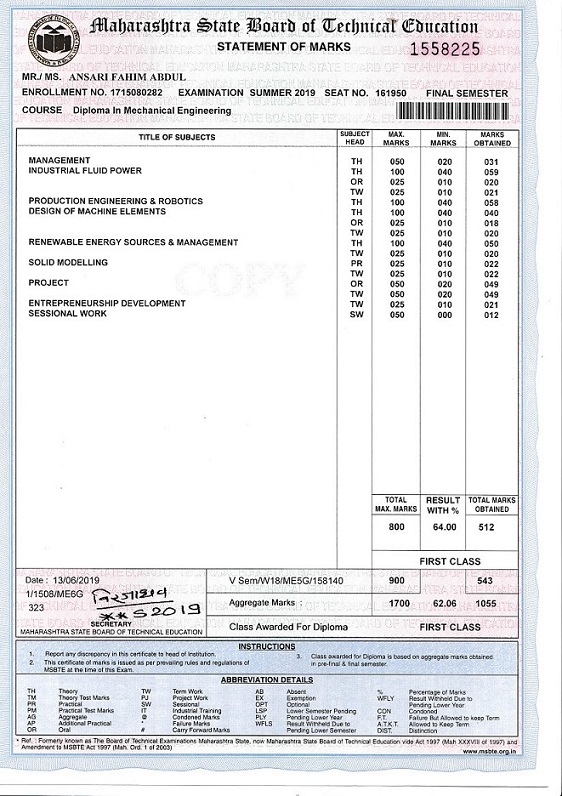 Maharashtra State Board of Technical Education
STATEMENT OF MARKS
1558225
MR./ MS. ANSARI FAHIM ABDUL
ENROLLMENT NO. 1715080282 EXAMINATION SUMMER 2019 SEAT NO. 161950 FINAL SEMESTER
COURSE Diploma In Mechanical Engineering
TITLE OF SUBJECTS SUBJECT HEAD MAX. MARKS MIN. MARKS MARKS OBTAINED
MANAGEMENT TH 050 020 031
INDUSTRIAL FLUID POWER TH 100 040 059
OR 025 010 020
TW 025 010 021
PRODUCTION ENGINEERING & ROBOTICS TH 100 040 058
DESIGN OF MACHINE ELEMENTS TH 100 040 040
OR 025 010 018
TW 025 010 020
RENEWABLE ENERGY SOURCES & MANAGEMENT TH 100 040 050
TW 025 010 020
SOLID MODELLING PR 025 010 022
TW 025 010 022
PROJECT OR 050 020 049
TW 050 020 049
ENTREPRENEURSHIP DEVELOPMENT TW 025 010 021
SESSIONAL WORK SW 050 000 012
COPY
TOTAL MAX. MARKS RESULT WITH % TOTAL MARKS OBTAINED
800 64.00 512
FIRST CLASS
Date : 13/06/2019
1/1508/ME6G
323
S2019
SECRETARY
MAHARASHTRA STATE BOARD OF TECHNICAL EDUCATION
V Sem/W18/ME5G/158140 900 543
Aggregate Marks : 1700 62.06 1055
Class Awarded For Diploma FIRST CLASS
INSTRUCTIONS
1. Report any discrepancy in this certificate to head of Institution.
2. This certificate of marks is issued as per prevailing rules and regulations of
MSBTE at the time of this Exam.
3. Class awarded for Diploma is based on aggregate marks obtained
in pre-final & final semester.
ABBREVIATION DETAILS
TH Theory TW Term Work AB Absent % Percentage of Marks
TM Theory Test Marks PJ Project Work EX Exemption WFLY Result Withheld Due to
PR Practical SW Sessional OPT Optional Pending Lower Year
PM Practical Test Marks IT Industrial Training LSP Lower Semester Pending CON Condoned
AG Aggregate @ Condoned Marks PLY Pending Lower Year F.T. Failure But Allowed to keep Term
AP Additional Practical * Failure Marks WFLS Result Withheld Due to A.T.K.T. Allowed to Keep Term
OR Oral # Carry Forward Marks Pending Lower Semester DIST. Distinction
* Ref. : Formerly known as The Board of Technical Examinations Maharashtra State, now Maharashtra State Board of Technical Education vide Act 1997 (Mah XXXVIII of 1997) and
Amendment to MSBTE Act 1997 (Mah. Ord. 1 of 2003)
www.msbte.org.in